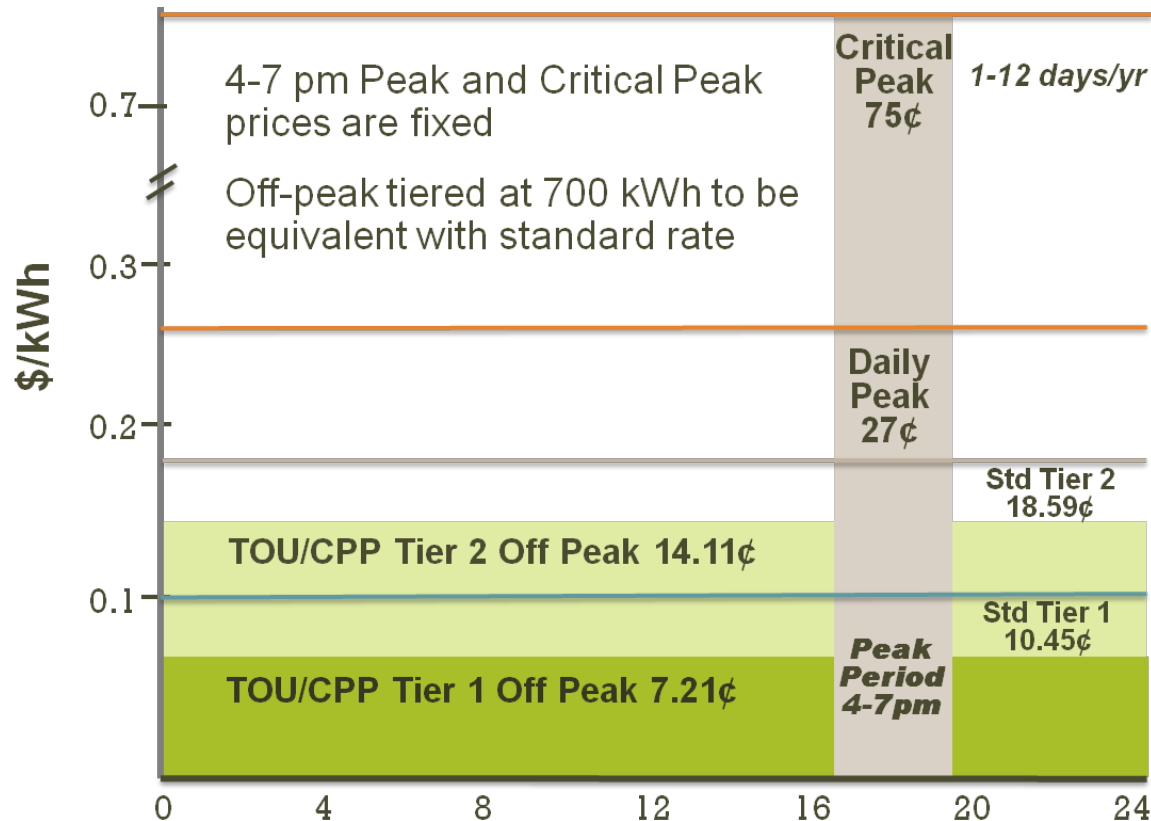 4-7 pm Peak and Critical Peak
prices are fixed
Off-peak tiered at 700 kWh to be
equivalent with standard rate
Critical
Peak
75¢
1-12 days/yr
$/kWh
0.7
0.3
0.2
0.1
Daily
Peak
27¢
Std Tier 2
18.59¢
TOU/CPP Tier 2 Off Peak 14.11¢
Std Tier 1
10.45¢
TOU/CPP Tier 1 Off Peak 7.21¢
Peak
Period
4-7pm
0 4 8 12 16 20 24